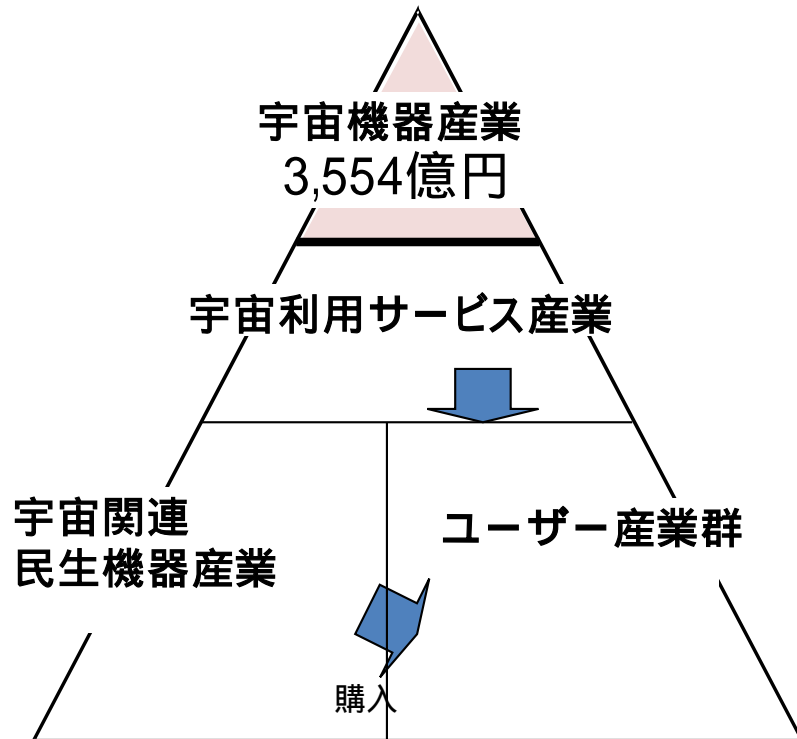 宇宙機器産業
3,554億円
宇宙利用サービス産業
宇宙関連
民生機器産業
ユーザー産業群
購入